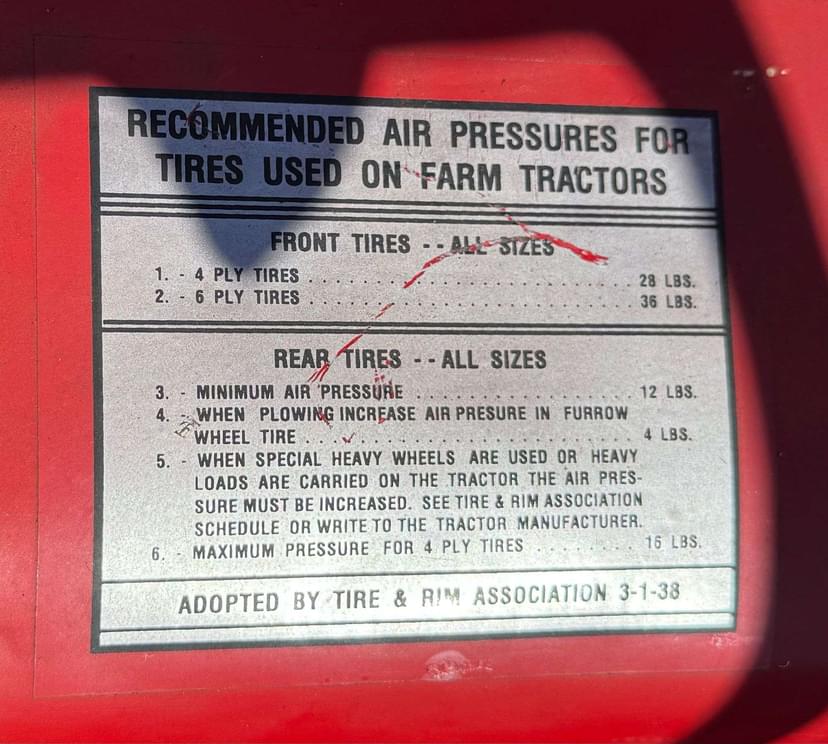 RECOMMENDED AIR PRESSURES FOR
TIRES USED ON FARM TRACTORS
FRONT TIRES -- ALL SIZES
1. - 4 PLY TIRES . . . . . . . . . . . . . . . . . . . . . . . . . . . . 28 LBS.
2. - 6 PLY TIRES . . . . . . . . . . . . . . . . . . . . . . . . . . . . 36 LBS.
REAR TIRES -- ALL SIZES
3. - MINIMUM AIR PRESSURE . . . . . . . . . . . . . . . . . . 12 LBS.
4. - WHEN PLOWING INCREASE AIR PRESURE IN FURROW
WHEEL TIRE . . . . . . . . . . . . . . . . . . . . . . . . . . . . 4 LBS.
5. - WHEN SPECIAL HEAVY WHEELS ARE USED OR HEAVY
LOADS ARE CARRIED ON THE TRACTOR THE AIR PRES-
SURE MUST BE INCREASED. SEE TIRE & RIM ASSOCIATION
SCHEDULE OR WRITE TO THE TRACTOR MANUFACTURER.
6. - MAXIMUM PRESSURE FOR 4 PLY TIRES . . . . . . . . 16 LBS.
ADOPTED BY TIRE & RIM ASSOCIATION 3-1-38